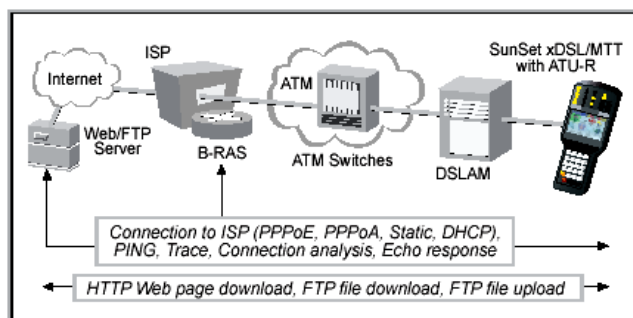 ISP
SunSet xDSL/MTT
with ATU-R
Internet
ATM
Web/FTP
Server
B-RAS
ATM Switches
DSLAM
Connection to ISP (PPPoE, PPPoA, Static, DHCP),
PING, Trace, Connection analysis, Echo response
HTTP Web page download, FTP file download, FTP file upload